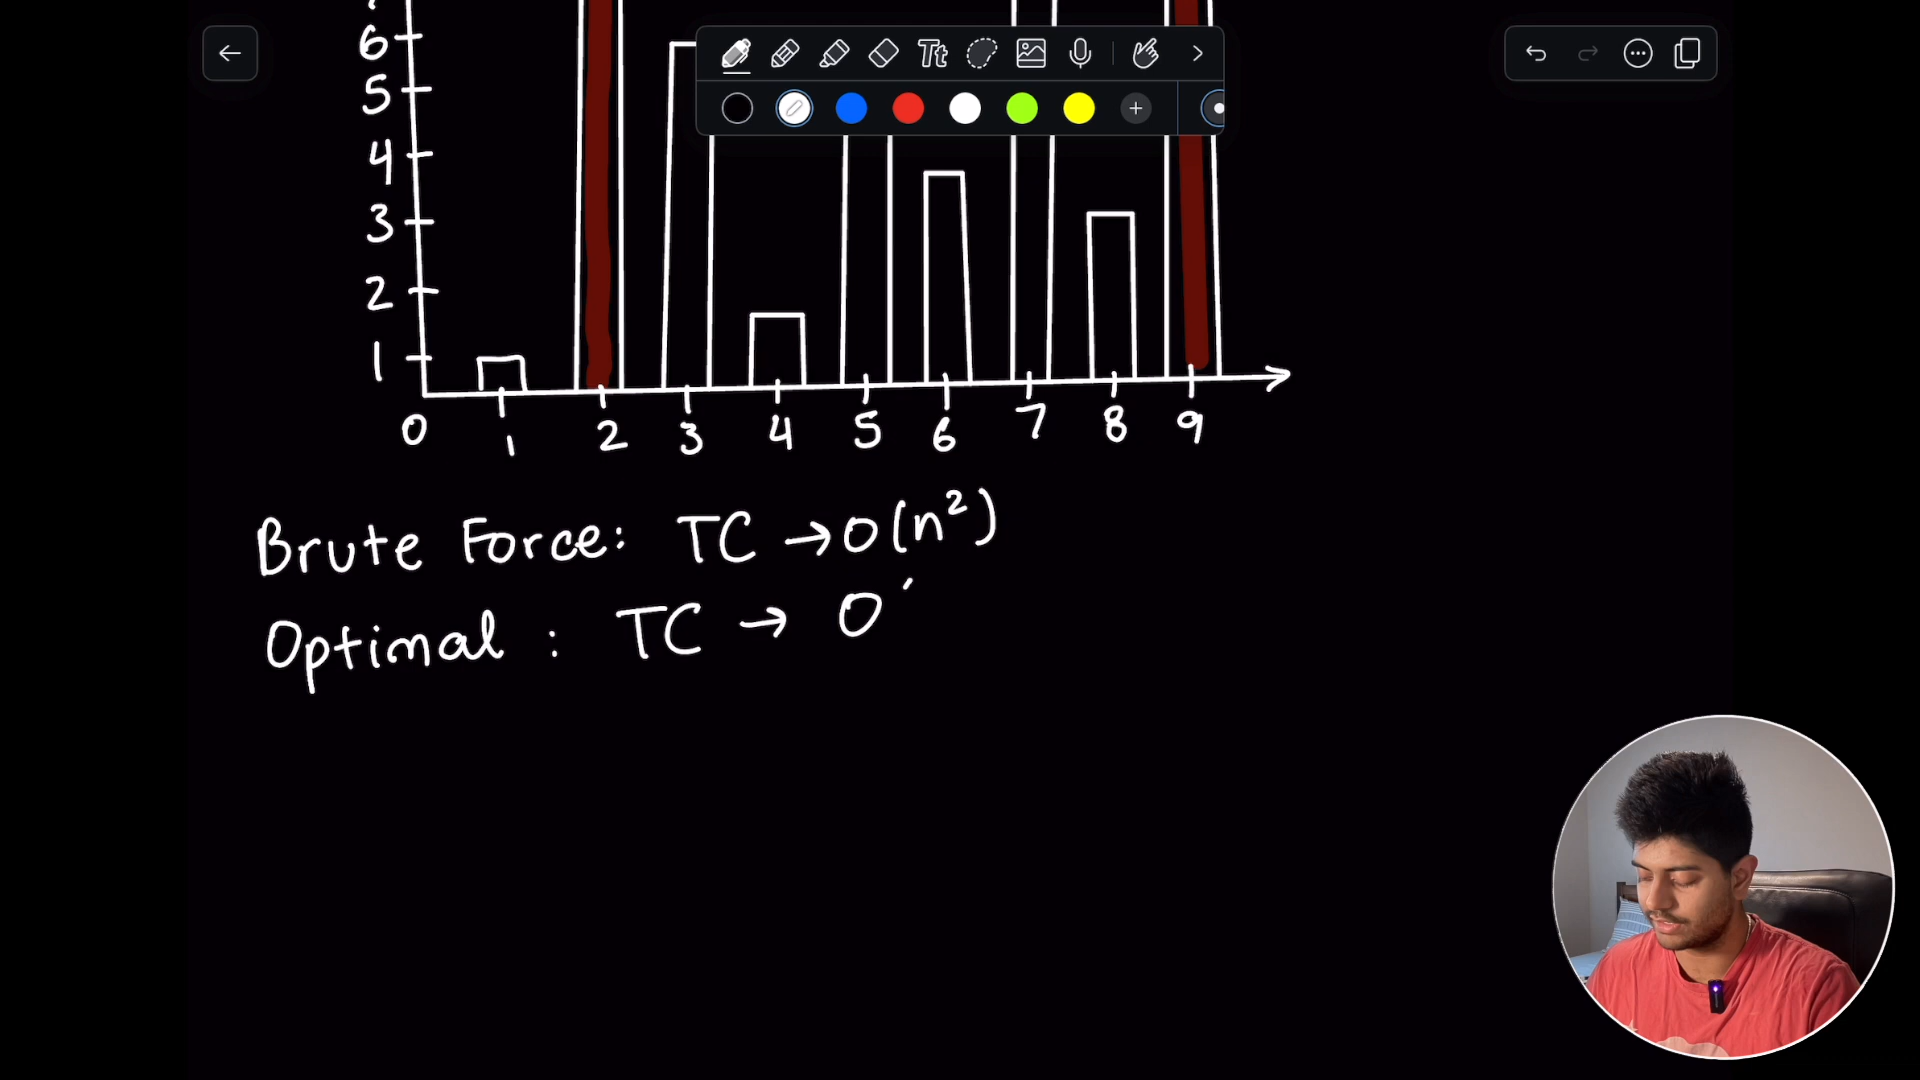 6
5
4
3
2
1
0 1 2 3 4 5 6 7 8 9
Tt
Brute Force: TC → O(n²)
Optimal : TC → O